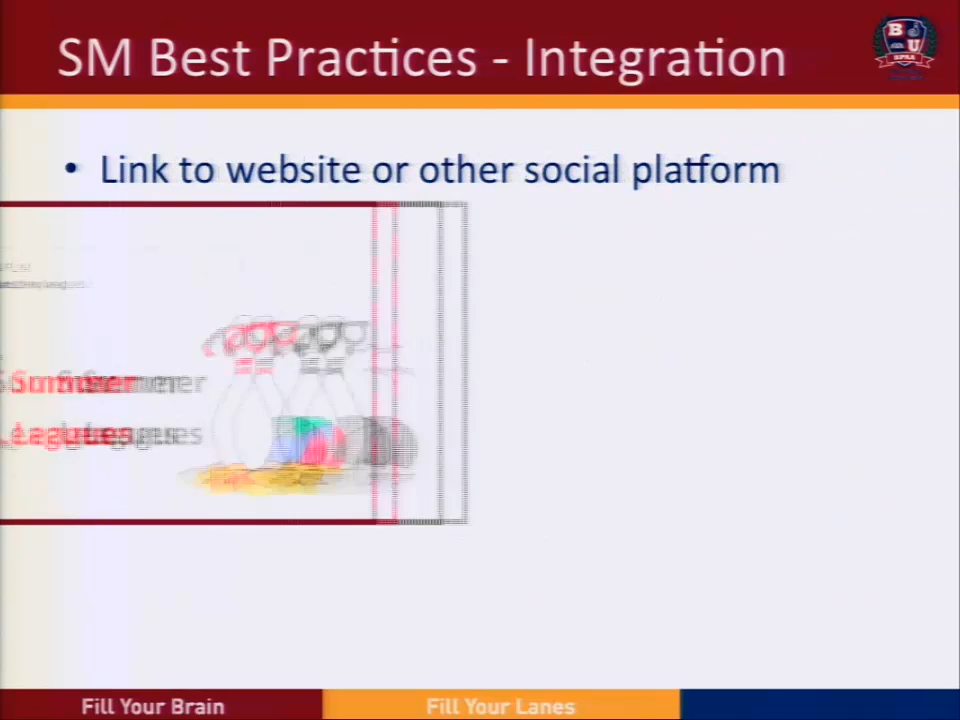 SM Best Practices - Integration
B U
BPAA
• Link to website or other social platform
Summer
Leagues
Fill Your Brain
Fill Your Lanes